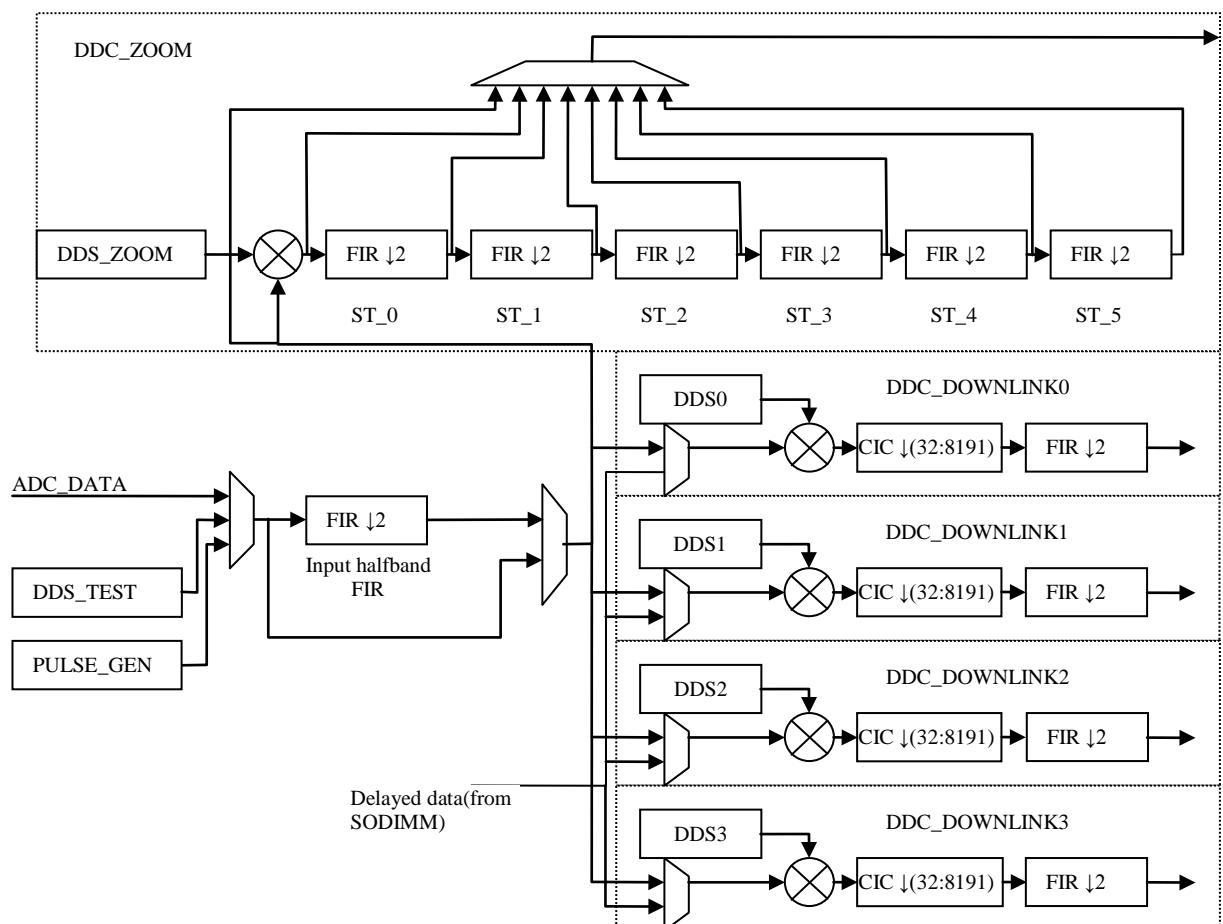 DDC_ZOOM
DDS_ZOOM
FIR ↓2
FIR ↓2
FIR ↓2
FIR ↓2
FIR ↓2
FIR ↓2
ST_0
ST_1
ST_2
ST_3
ST_4
ST_5
DDS0
DDC_DOWNLINK0
CIC ↓(32:8191)
FIR ↓2
ADC_DATA
FIR ↓2
Input halfband
FIR
DDS_TEST
PULSE_GEN
DDS1
DDC_DOWNLINK1
CIC ↓(32:8191)
FIR ↓2
DDS2
DDC_DOWNLINK2
CIC ↓(32:8191)
FIR ↓2
Delayed data(from
SODIMM)
DDS3
DDC_DOWNLINK3
CIC ↓(32:8191)
FIR ↓2